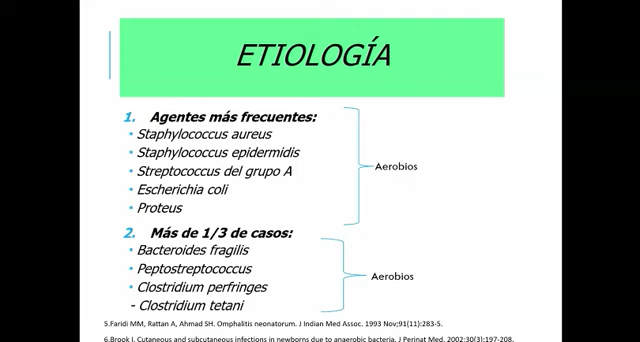 ETIOLOGÍA
1. Agentes más frecuentes:
• Staphylococcus aureus
• Staphylococcus epidermidis
• Streptococcus del grupo A
• Escherichia coli
• Proteus
Aerobios
2. Más de 1/3 de casos:
• Bacteroides fragilis
• Peptostreptococcus
• Clostridium perfringes
- Clostridium tetani
Aerobios
5.Faridi MM, Rattan A, Ahmad SH. Omphalitis neonatorum. J Indian Med Assoc. 1993 Nov;91(11):283-5.
6.Brook I. Cutaneous and subcutaneous infections in newborns due to anaerobic bacteria. J Perinat Med. 2002;30(3):197-208.